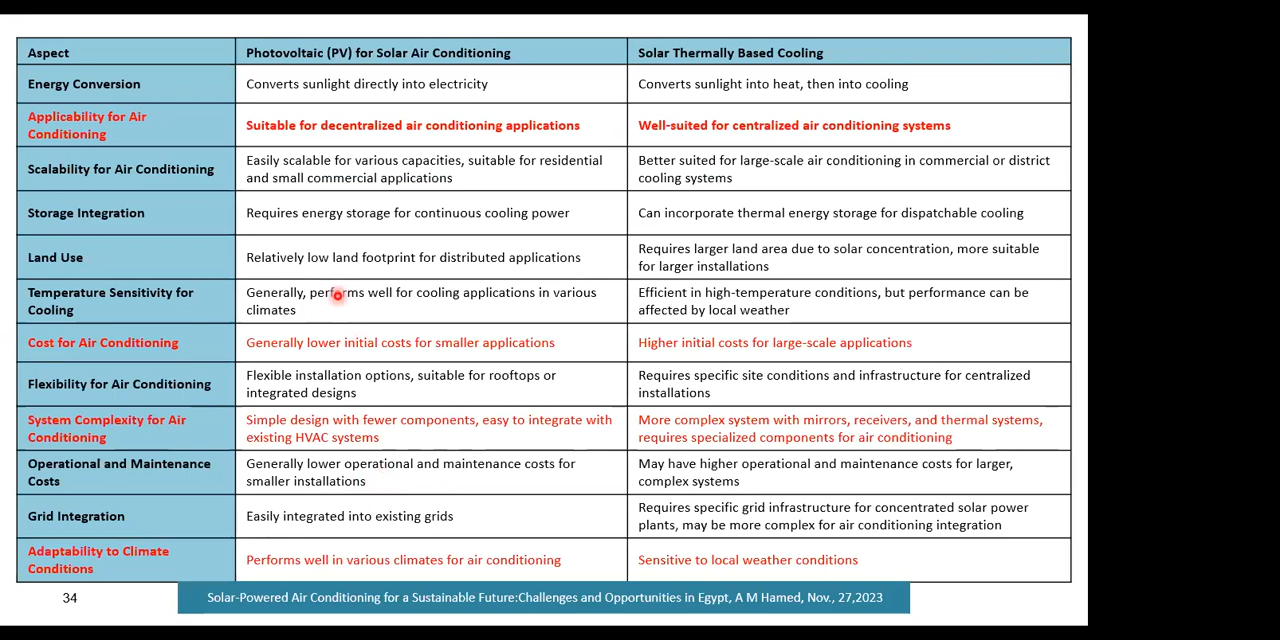 Aspect
Photovoltaic (PV) for Solar Air Conditioning
Solar Thermally Based Cooling
Energy Conversion
Converts sunlight directly into electricity
Converts sunlight into heat, then into cooling
Applicability for Air
Conditioning
Suitable for decentralized air conditioning applications
Well-suited for centralized air conditioning systems
Scalability for Air Conditioning
Easily scalable for various capacities, suitable for residential
and small commercial applications
Better suited for large-scale air conditioning in commercial or district
cooling systems
Storage Integration
Requires energy storage for continuous cooling power
Can incorporate thermal energy storage for dispatchable cooling
Land Use
Relatively low land footprint for distributed applications
Requires larger land area due to solar concentration, more suitable
for larger installations
Temperature Sensitivity for
Cooling
Generally, performs well for cooling applications in various
climates
Efficient in high-temperature conditions, but performance can be
affected by local weather
Cost for Air Conditioning
Generally lower initial costs for smaller applications
Higher initial costs for large-scale applications
Flexibility for Air Conditioning
Flexible installation options, suitable for rooftops or
integrated designs
Requires specific site conditions and infrastructure for centralized
installations
System Complexity for Air
Conditioning
Simple design with fewer components, easy to integrate with
existing HVAC systems
More complex system with mirrors, receivers, and thermal systems,
requires specialized components for air conditioning
Operational and Maintenance
Costs
Generally lower operational and maintenance costs for
smaller installations
May have higher operational and maintenance costs for larger,
complex systems
Grid Integration
Easily integrated into existing grids
Requires specific grid infrastructure for concentrated solar power
plants, may be more complex for air conditioning integration
Adaptability to Climate
Conditions
Performs well in various climates for air conditioning
Sensitive to local weather conditions
34
Solar-Powered Air Conditioning for a Sustainable Future:Challenges and Opportunities in Egypt, A M Hamed, Nov., 27,2023